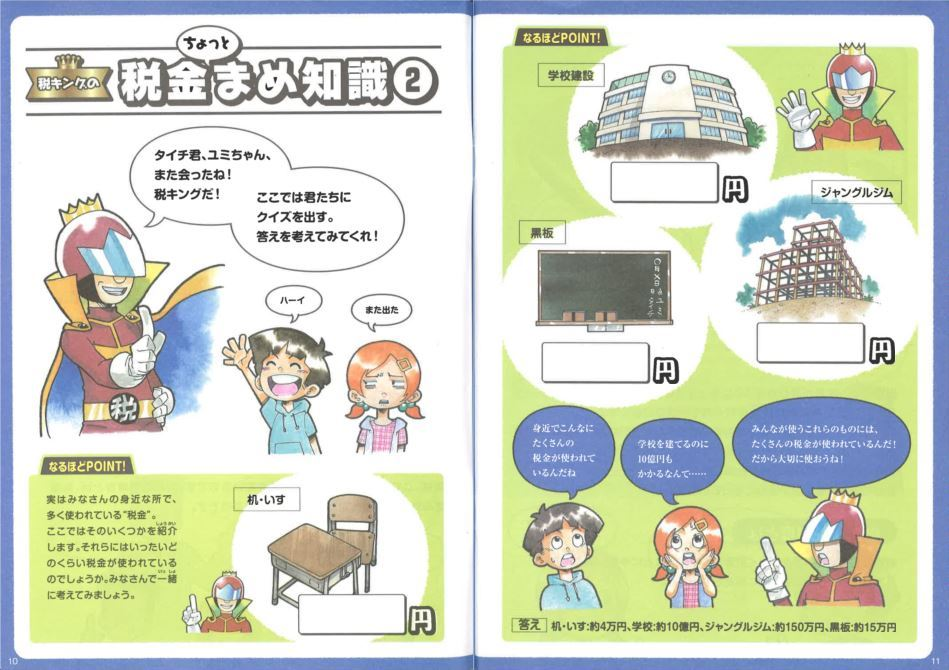 税キングの
ちょっと
税金まめ知識2
タイチ君、ユミちゃん、
また会ったね!
税キングだ!
ここでは君たちに
クイズを出す。
答えを考えてみてくれ!
ハーイ
また出た
税
なるほどPOINT!
実はみなさんの身近な所で、
多く使われている“税金”。
ここではそのいくつかを紹介
しょうかい
します。それらにはいったいど
のくらい税金が使われている
のでしょうか。みなさんで一緒
いっしょ
に考えてみましょう。
机・いす
円
10
なるほどPOINT!
学校建設
円
ジャングルジム
円
黒板
円
身近でこんなに
たくさんの
税金が使われて
いるんだね
学校を建てるのに
10億円も
かかるなんて……
みんなが使うこれらのものには、
たくさんの税金が使われているんだ!
だから大切に使おうね!
答え 机・いす:約4万円、学校:約10億円、ジャングルジム:約150万円、黒板:約15万円
11